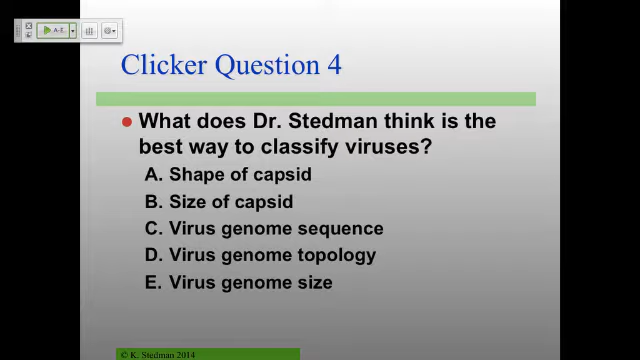 A-E
Clicker Question 4
What does Dr. Stedman think is the
best way to classify viruses?
A. Shape of capsid
B. Size of capsid
C. Virus genome sequence
D. Virus genome topology
E. Virus genome size
© K. Stedman 2014